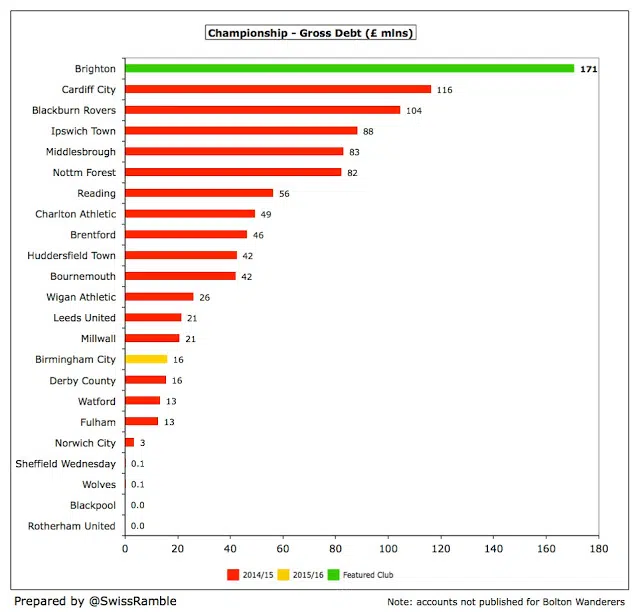 Championship - Gross Debt (£ mlns)
Brighton 171
Cardiff City 116
Blackburn Rovers 104
Ipswich Town 88
Middlesbrough 83
Nottm Forest 82
Reading 56
Charlton Athletic 49
Brentford 46
Huddersfield Town 42
Bournemouth 42
Wigan Athletic 26
Leeds United 21
Millwall 21
Birmingham City 16
Derby County 16
Watford 13
Fulham 13
Norwich City 3
Sheffield Wednesday 0.1
Wolves 0.1
Blackpool 0.0
Rotherham United 0.0
0 20 40 60 80 100 120 140 160 180
2014/15 2015/16 Featured Club
Prepared by @SwissRamble Note: accounts not published for Bolton Wanderers